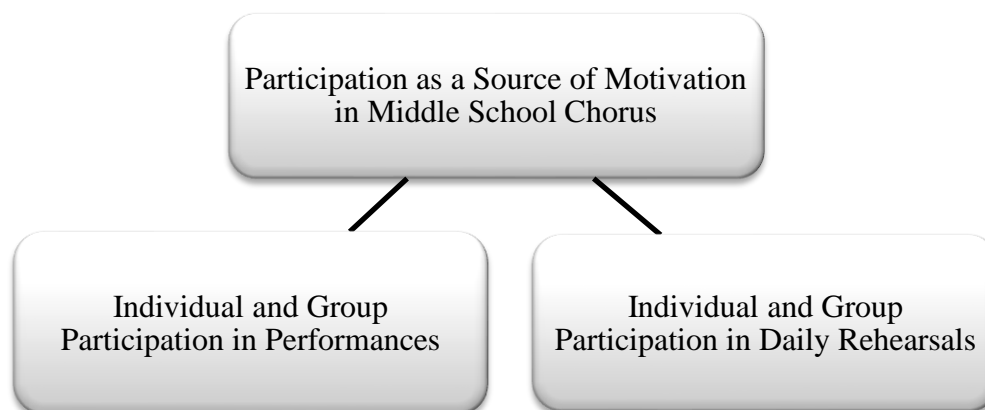 Participation as a Source of Motivation
in Middle School Chorus
Individual and Group
Participation in Performances
Individual and Group
Participation in Daily Rehearsals